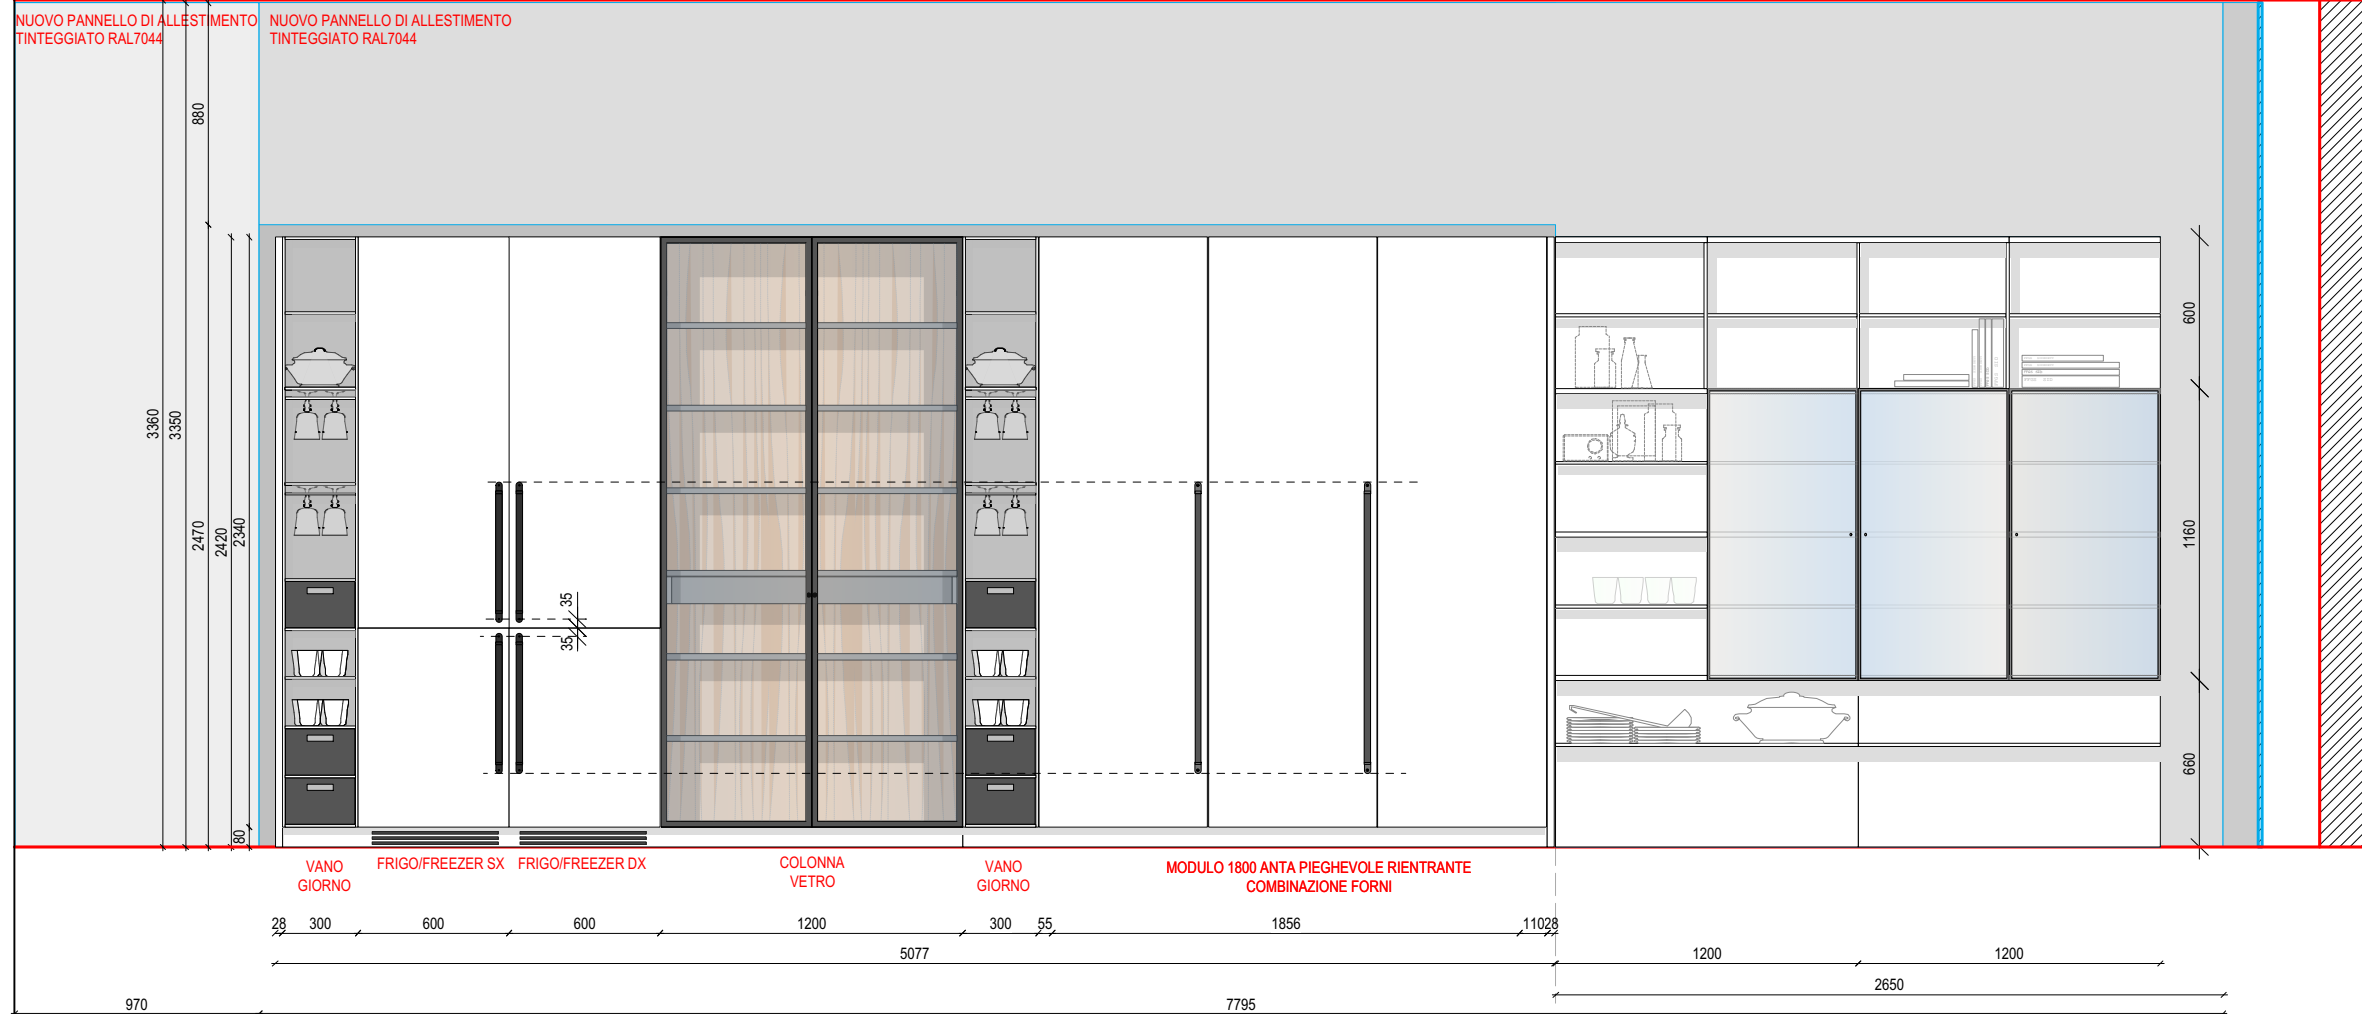 NUOVO PANNELLO DI ALLESTIMENTO
TINTEGGIATO RAL7044
NUOVO PANNELLO DI ALLESTIMENTO
TINTEGGIATO RAL7044
880
3360
3350
2470
2420
2340
80
35
35
600
1160
660
VANO
GIORNO
FRIGO/FREEZER SX
FRIGO/FREEZER DX
COLONNA
VETRO
VANO
GIORNO
MODULO 1800 ANTA PIEGHEVOLE RIENTRANTE
COMBINAZIONE FORNI
28 300 600 600 1200 300 55 1856 110 28
5077
1200 1200
2650
970 7795